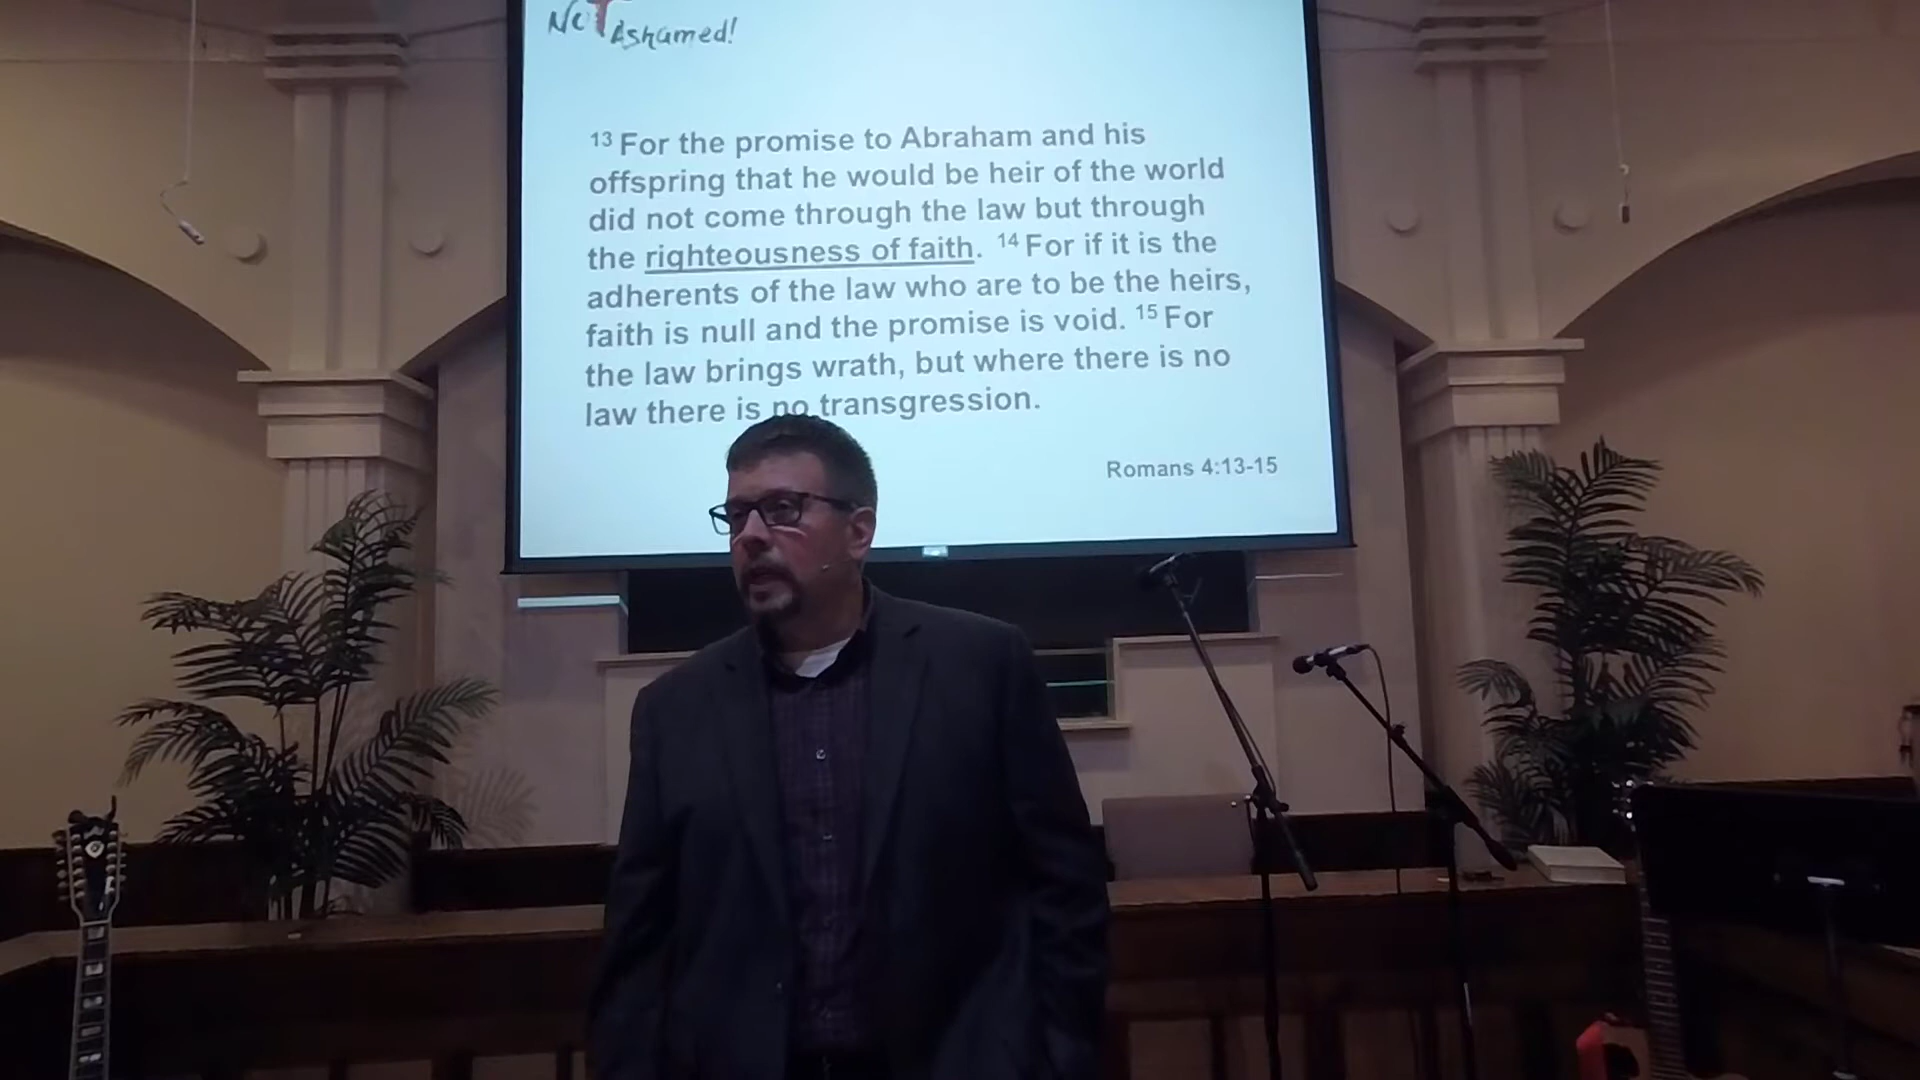 NOT Ashamed!
13 For the promise to Abraham and his
offspring that he would be heir of the world
did not come through the law but through
the righteousness of faith. 14 For if it is the
adherents of the law who are to be the heirs,
faith is null and the promise is void. 15 For
the law brings wrath, but where there is no
law there is no transgression.
Romans 4:13-15